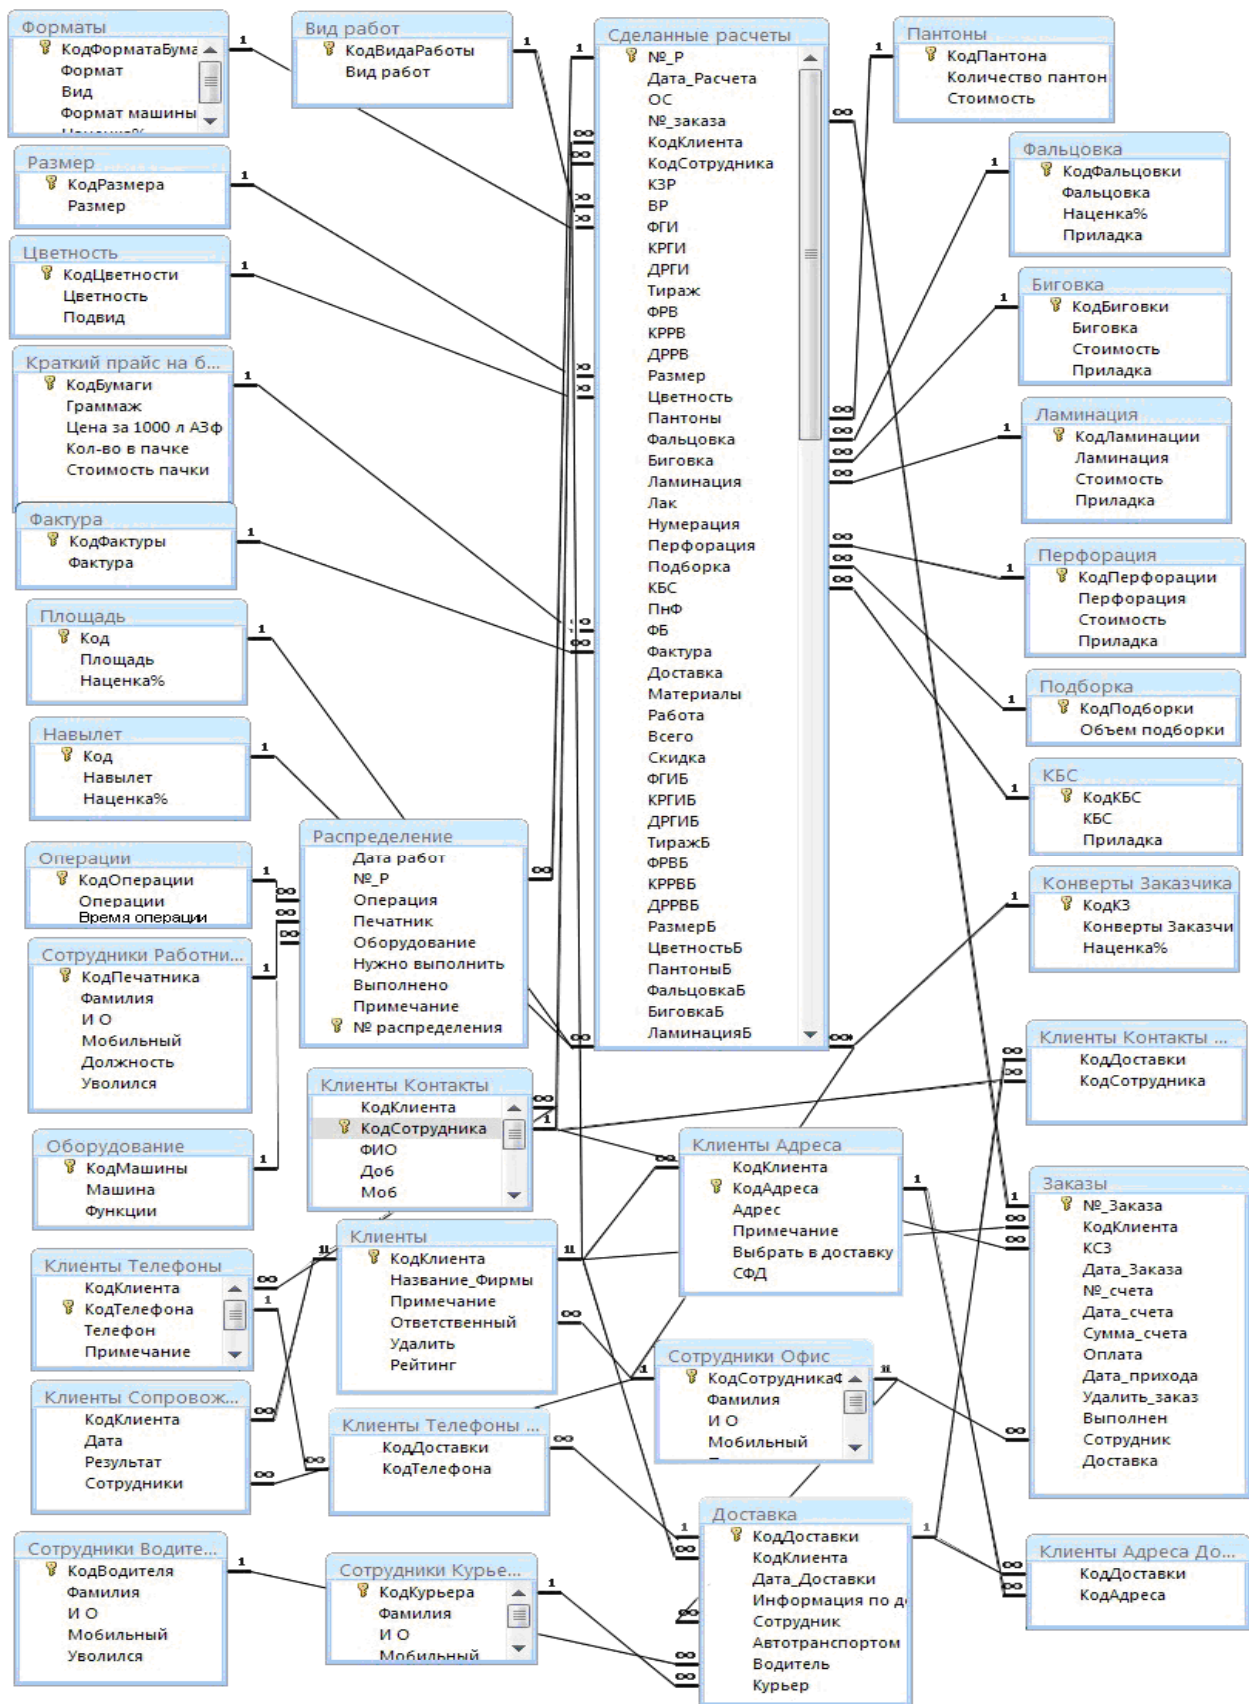 Форматы
КодФорматаБума
Формат
Вид
Формат машины
Вид работ
КодВидаРаботы
Вид работ
Размер
КодРазмера
Размер
Цветность
КодЦветности
Цветность
Подвид
Краткий прайс на б...
КодБумаги
Граммаж
Цена за 1000 л А3ф
Кол-во в пачке
Стоимость пачки
Фактура
КодФактуры
Фактура
Площадь
Код
Площадь
Наценка%
Навылет
Код
Навылет
Наценка%
Операции
КодОперации
Операции
Время операции
Сотрудники Работни...
КодПечатника
Фамилия
И О
Мобильный
Должность
Уволился
Оборудование
КодМашины
Машина
Функции
Распределение
Дата работ
№_Р
Операция
Печатник
Оборудование
Нужно выполнить
Выполнено
Примечание
№ распределения
Сделанные расчеты
№_Р
Дата_Расчета
ОС
№_заказа
КодКлиента
КодСотрудника
КЗР
ВР
ФГИ
КРГИ
ДРГИ
Тираж
ФРВ
КРРВ
ДРРВ
Размер
Цветность
Пантоны
Фальцовка
Биговка
Ламинация
Лак
Нумерация
Перфорация
Подборка
КБС
ПнФ
ФБ
Фактура
Доставка
Материалы
Работа
Всего
Скидка
ФГИБ
КРГИБ
ДРГИБ
ТиражБ
ФРВБ
КРРВБ
ДРРВБ
РазмерБ
ЦветностьБ
ПантоныБ
ФальцовкаБ
БиговкаБ
ЛаминацияБ
Пантоны
КодПантона
Количество пантон
Стоимость
Фальцовка
КодФальцовки
Фальцовка
Наценка%
Приладка
Биговка
КодБиговки
Биговка
Стоимость
Приладка
Ламинация
КодЛаминации
Ламинация
Стоимость
Приладка
Перфорация
КодПерфорации
Перфорация
Стоимость
Приладка
Подборка
КодПодборки
Объем подборки
КБС
КодКБС
КБС
Приладка
Конверты Заказчика
КодКЗ
Конверты Заказчи
Наценка%
Клиенты Контакты ...
КодДоставки
КодСотрудника
Клиенты Контакты
КодКлиента
КодСотрудника
ФИО
Доб
Моб
Клиенты Адреса
КодКлиента
КодАдреса
Адрес
Примечание
Выбрать в доставку
СФД
Заказы
№_Заказа
КодКлиента
КСЗ
Дата_Заказа
№_счета
Дата_счета
Сумма_счета
Оплата
Дата_прихода
Удалить_заказ
Выполнен
Сотрудник
Доставка
Клиенты
КодКлиента
Название_Фирмы
Примечание
Ответственный
Удалить
Рейтинг
Клиенты Телефоны
КодКлиента
КодТелефона
Телефон
Примечание
Сотрудники Офис
КодСотрудникаФ
Фамилия
И О
Мобильный
Клиенты Сопровож...
КодКлиента
Дата
Результат
Сотрудники
Клиенты Телефоны ...
КодДоставки
КодТелефона
Доставка
КодДоставки
КодКлиента
Дата_Доставки
Информация по д
Сотрудник
Автотранспортом
Водитель
Курьер
Клиенты Адреса До...
КодДоставки
КодАдреса
Сотрудники Водите...
КодВодителя
Фамилия
И О
Мобильный
Уволился
Сотрудники Курье...
КодКурьера
Фамилия
И О
Мобильный